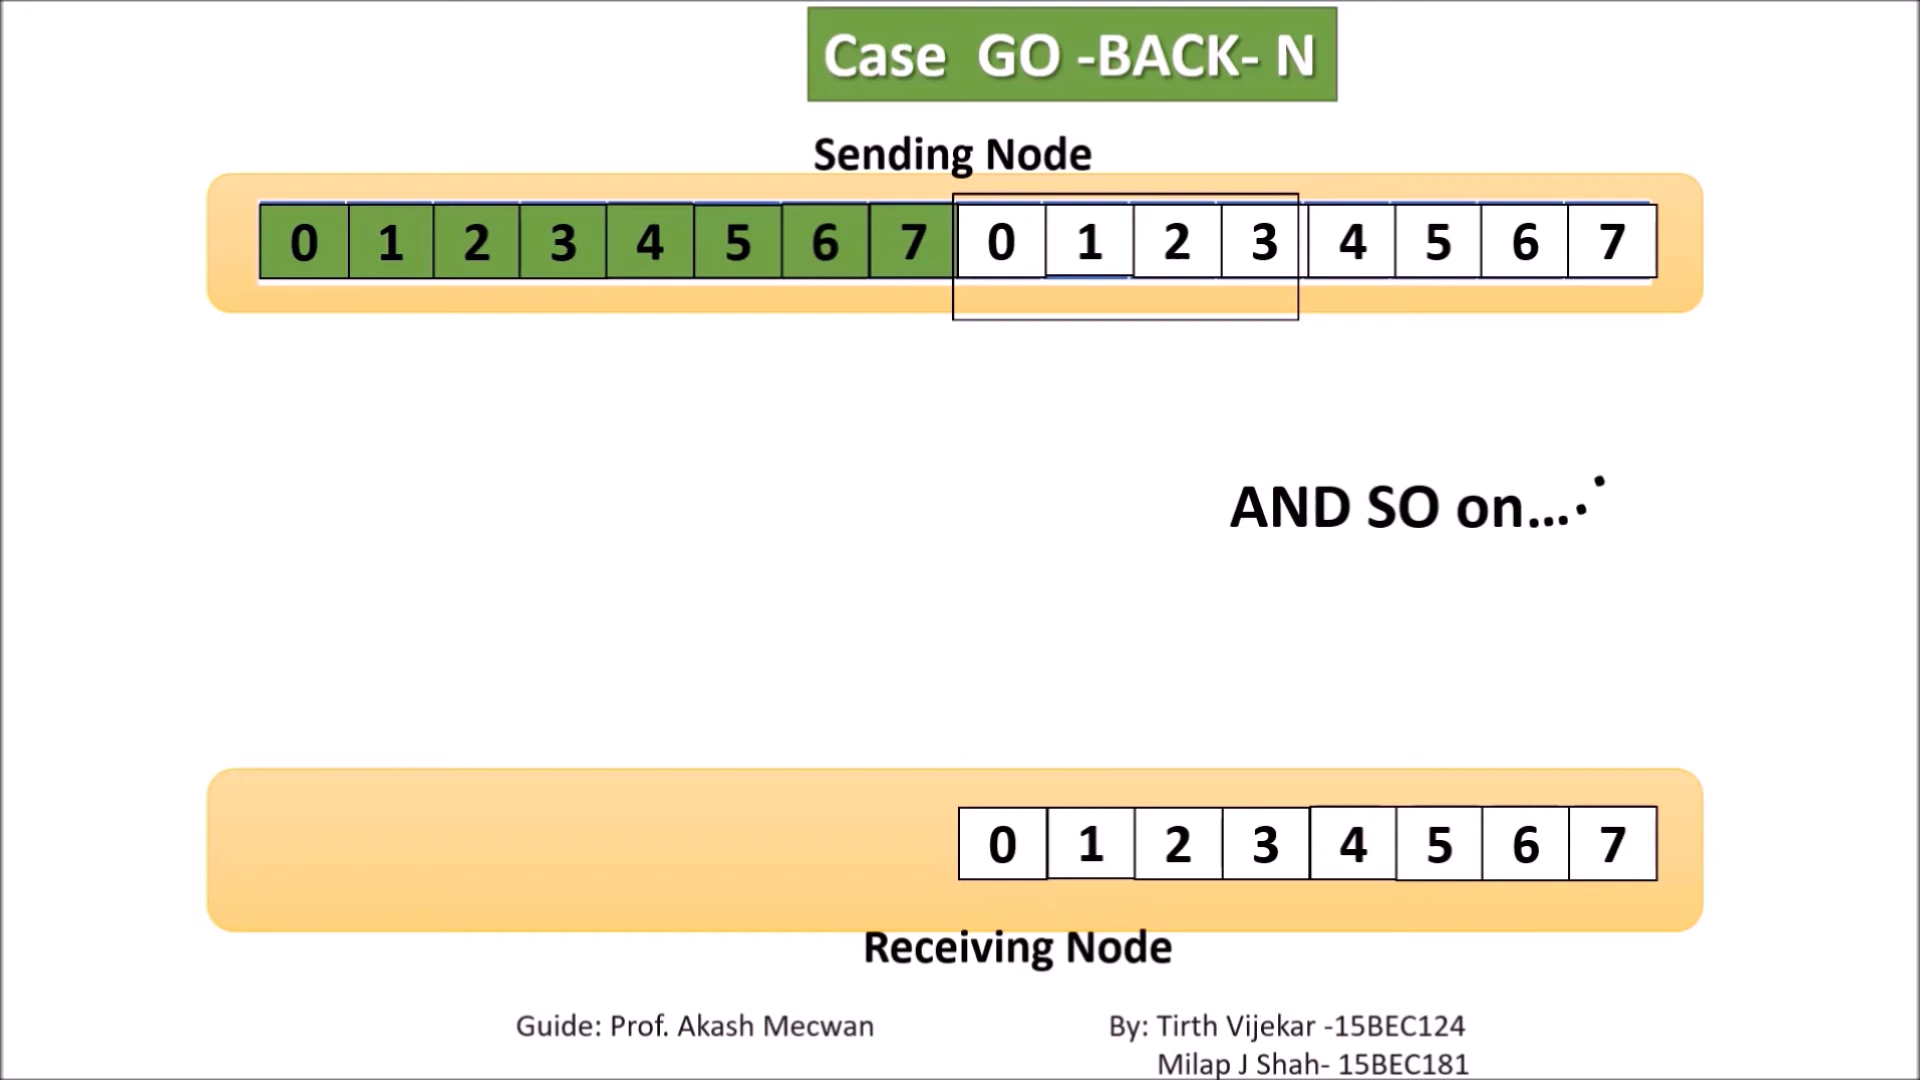 Case GO -BACK- N
Sending Node
0 1 2 3 4 5 6 7 0 1 2 3 4 5 6 7
AND SO on...
0 1 2 3 4 5 6 7
Receiving Node
Guide: Prof. Akash Mecwan
By: Tirth Vijekar -15BEC124
Milap J Shah- 15BEC181